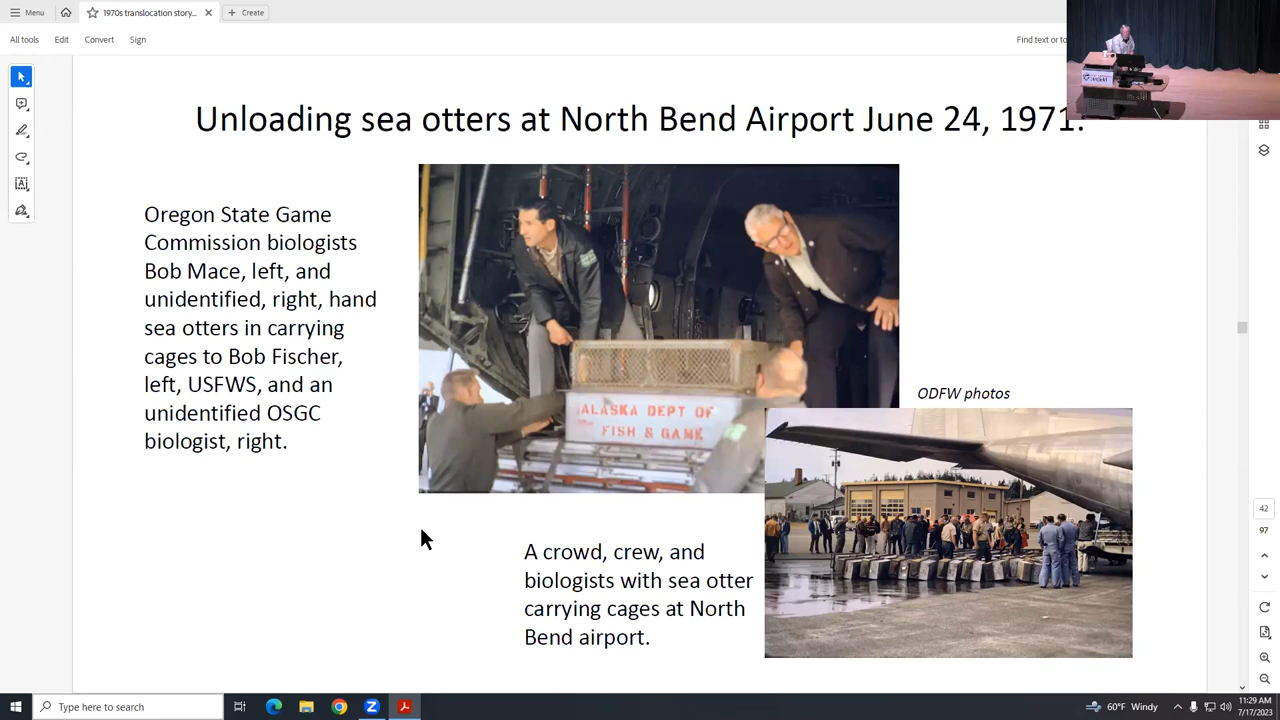 Menu
1970s translocation story...
Create
All tools
Edit
Convert
Sign
Find text or to
Unloading sea otters at North Bend Airport June 24, 1971.
Oregon State Game
Commission biologists
Bob Mace, left, and
unidentified, right, hand
sea otters in carrying
cages to Bob Fischer,
left, USFWS, and an
unidentified OSGC
biologist, right.
ALASKA DEPT OF
FISH & GAME
ODFW photos
A crowd, crew, and
biologists with sea otter
carrying cages at North
Bend airport.
42
97
Type here to search
60°F Windy
11:29 AM
7/17/2023